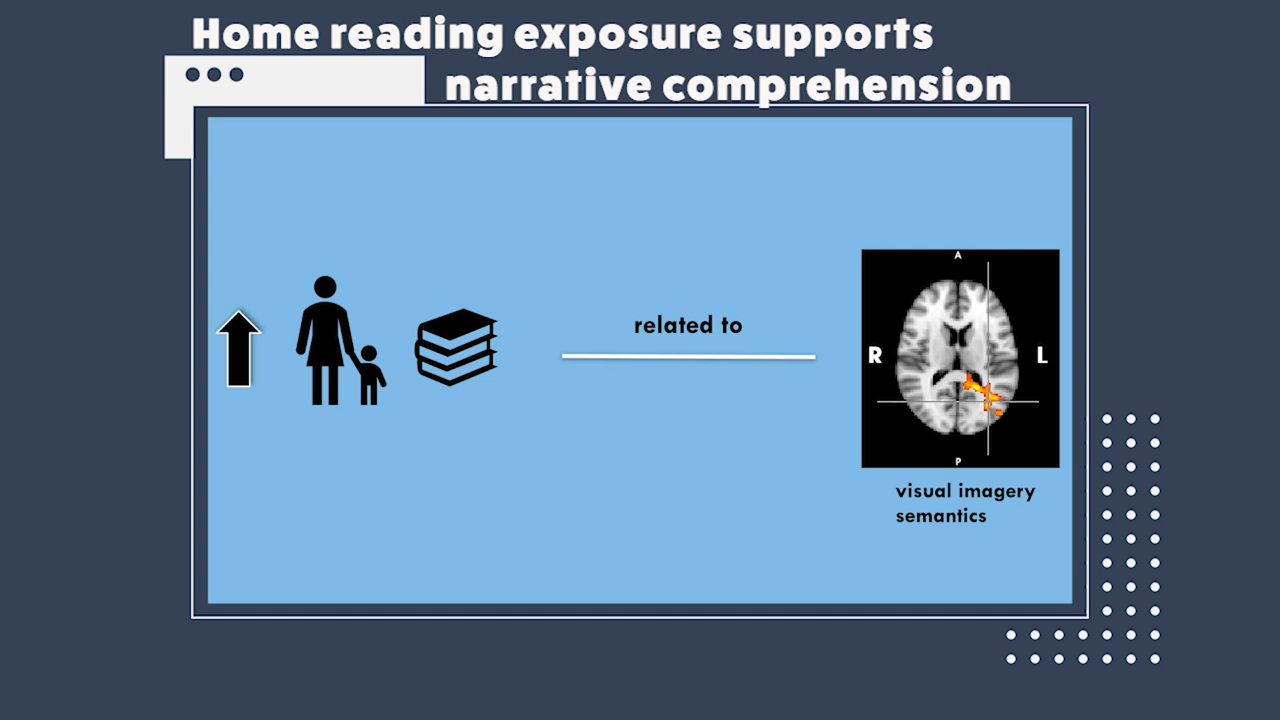 Home reading exposure supports
narrative comprehension
related to
A
R
L
P
visual imagery
semantics